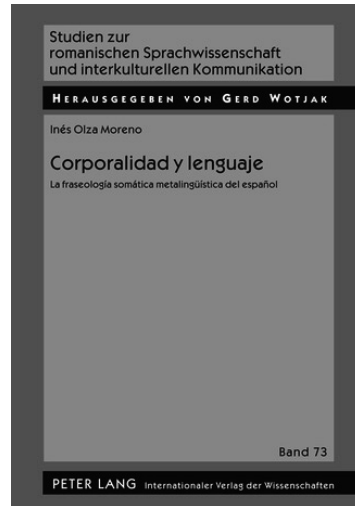 Studien zur
romanischen Sprachwissenschaft
und interkulturellen Kommunikation
HERAUSGEGEBEN VON GERD WOTJAK
Inés Olza Moreno
Corporalidad y lenguaje
La fraseología somática metalingüística del español
Band 73
PETER LANG Internationaler Verlag der Wissenschaften